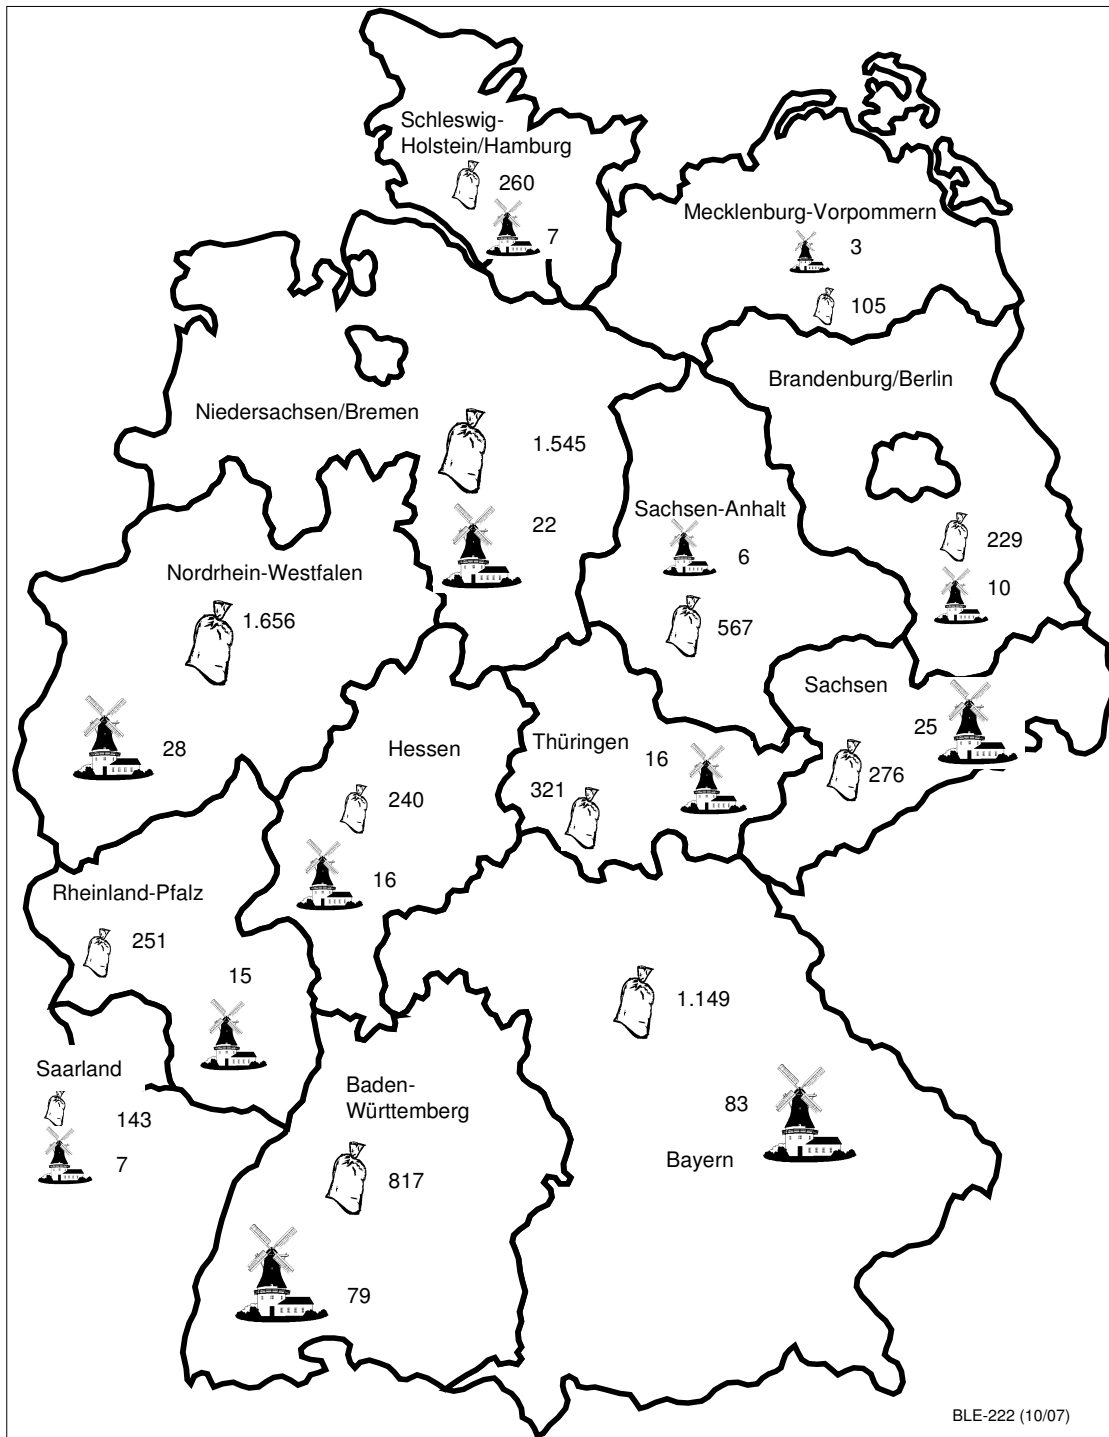 Schleswig-
Holstein/Hamburg
260
7
Mecklenburg-Vorpommern
3
105
Brandenburg/Berlin
229
10
Niedersachsen/Bremen
1.545
22
Sachsen-Anhalt
6
567
Nordrhein-Westfalen
1.656
28
Sachsen
25
276
Hessen
240
16
Thüringen
16
321
Rheinland-Pfalz
251
15
Saarland
143
7
Baden-
Württemberg
817
79
1.149
83
Bayern
BLE-222 (10/07)